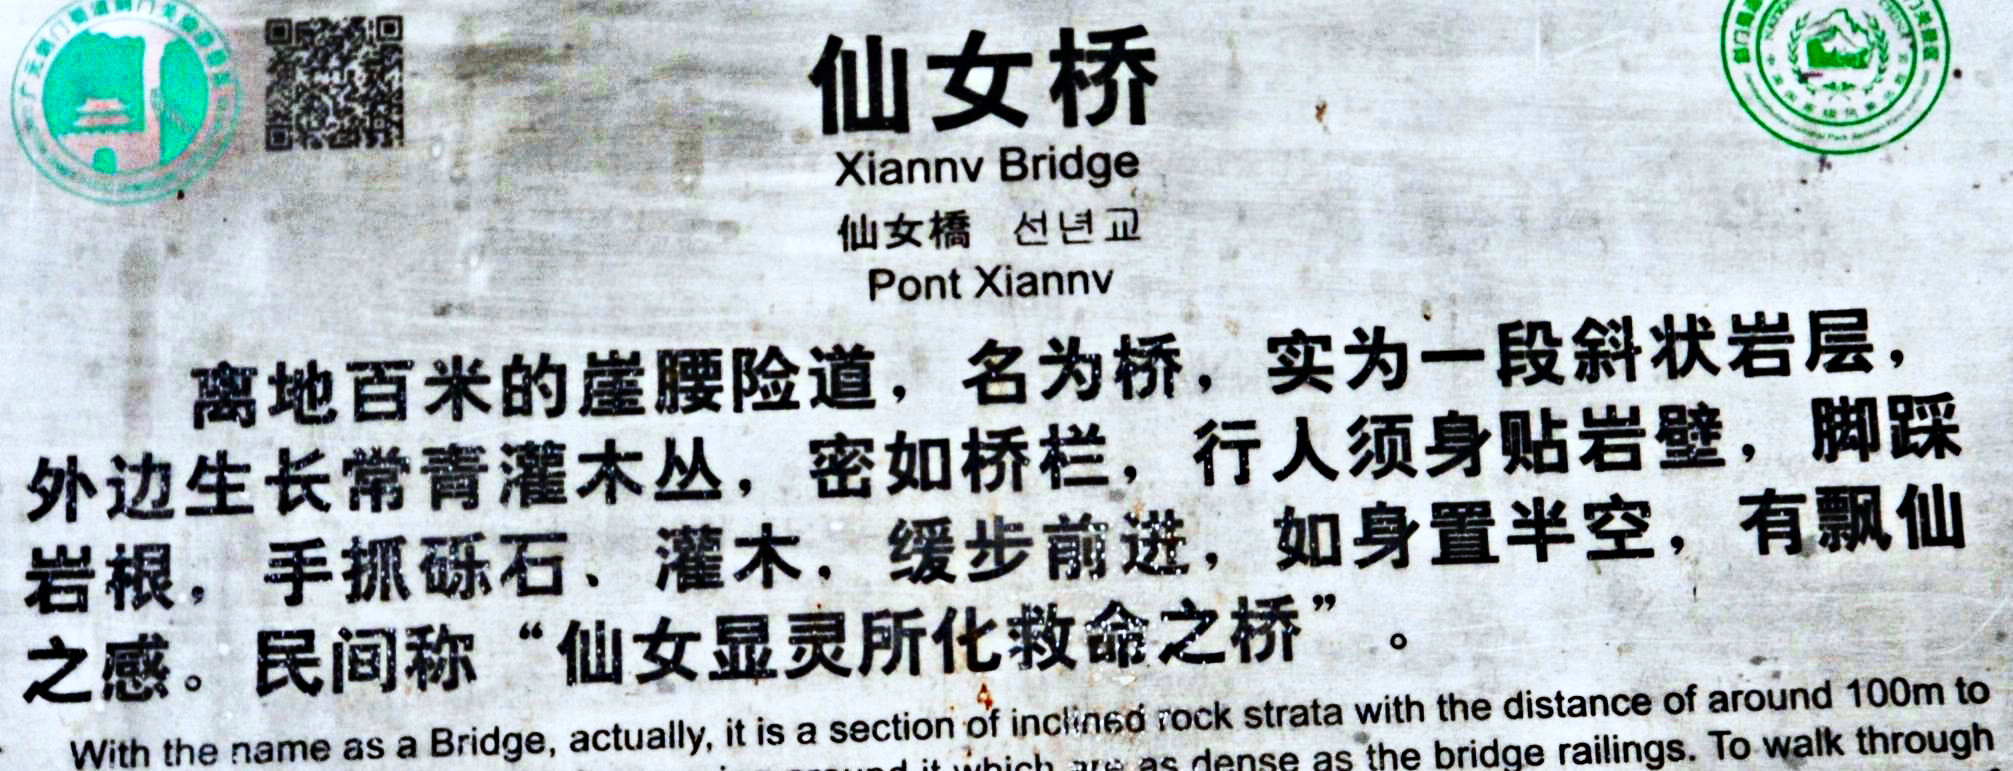 仙女桥
Xiannv Bridge
仙女橋 선년교
Pont Xiannv
离地百米的崖腰险道，名为桥，实为一段斜状岩层，
外边生长常青灌木丛，密如桥栏，行人须身贴岩壁，脚踩
岩根，手抓砾石、灌木，缓步前进，如身置半空，有飘仙
之感。民间称“仙女显灵所化救命之桥”。
With the name as a Bridge, actually, it is a section of inclined rock strata with the distance of around 100m to
around it which are as dense as the bridge railings. To walk through